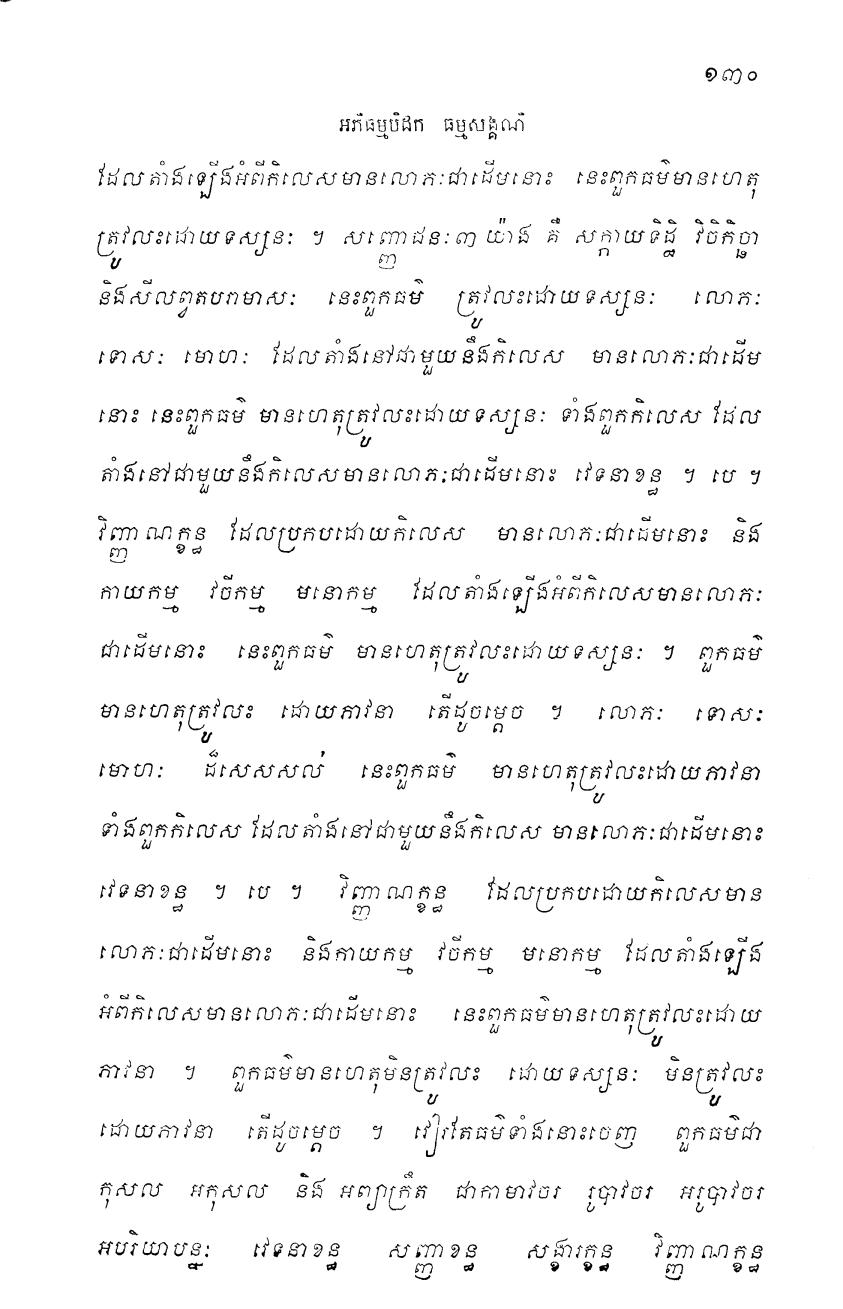 ១៣០
អភិធម្មបិដក ធម្មសង្គណី
ដែលតាំងឡើងអំពីកិលេសមានលោភៈជាដើមនោះ នេះពួកធម៌មានហេតុ
ត្រូវលះដោយទស្សនៈ ។ សញ្ញោជនៈ៣ យ៉ាង គឺ សក្កាយទិដ្ឋិ វិចិកិច្ឆា
និងសីលព្វតបរាមាសៈ នេះពួកធម៌ ត្រូវលះដោយទស្សនៈ លោភៈ
ទោសៈ មោហៈ ដែលតាំងនៅជាមួយនឹងកិលេស មានលោភៈជាដើម
នោះ នេះពួកធម៌ មានហេតុត្រូវលះដោយទស្សនៈ ទាំងពួកកិលេស ដែល
តាំងនៅជាមួយនឹងកិលេសមានលោភៈជាដើមនោះ វេទនាខន្ធ ។ បេ ។
វិញ្ញាណក្ខន្ធ ដែលប្រកបដោយកិលេស មានលោភៈជាដើមនោះ និង
កាយកម្ម វចីកម្ម មនោកម្ម ដែលតាំងឡើងអំពីកិលេសមានលោភៈ
ជាដើមនោះ នេះពួកធម៌ មានហេតុត្រូវលះដោយទស្សនៈ ។ ពួកធម៌
មានហេតុត្រូវលះ ដោយភាវនា តើដូចម្តេច ។ លោភៈ ទោសៈ
មោហៈ ដ៏សេសសល់ នេះពួកធម៌ មានហេតុត្រូវលះដោយភាវនា
ទាំងពួកកិលេស ដែលតាំងនៅជាមួយនឹងកិលេស មានលោភៈជាដើមនោះ
វេទនាខន្ធ ។ បេ ។ វិញ្ញាណក្ខន្ធ ដែលប្រកបដោយកិលេសមាន
លោភៈជាដើមនោះ និងកាយកម្ម វចីកម្ម មនោកម្ម ដែលតាំងឡើង
អំពីកិលេសមានលោភៈជាដើមនោះ នេះពួកធម៌មានហេតុត្រូវលះដោយ
ភាវនា ។ ពួកធម៌មានហេតុមិនត្រូវលះ ដោយទស្សនៈ មិនត្រូវលះ
ដោយភាវនា តើដូចម្តេច ។ វៀរតែធម៌ទាំងនោះចេញ ពួកធម៌ជា
កុសល អកុសល និង អព្យាក្រឹត ជាកាមាវចរ រូបាវចរ អរូបាវចរ
អបរិយាបន្នៈ វេទនាខន្ធ សញ្ញាខន្ធ សង្ខារក្ខន្ធ វិញ្ញាណក្ខន្ធ